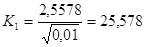 K₁ = 2,5578 / √0,01 = 25,578